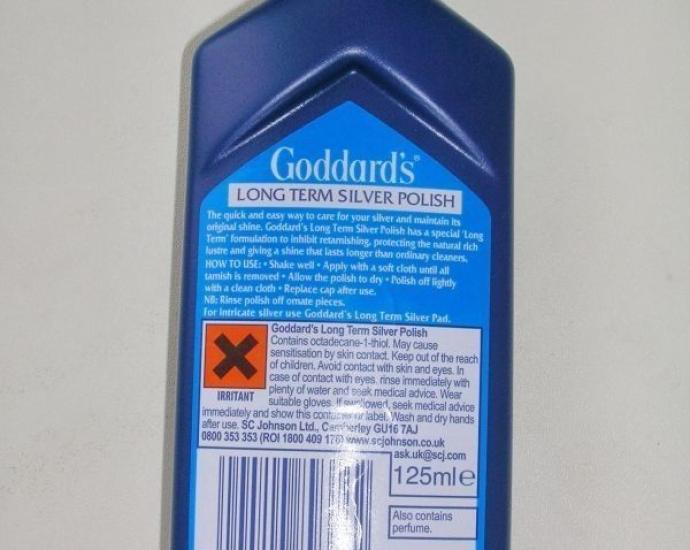 Goddard's®
LONG TERM SILVER POLISH
The quick and easy way to care for your silver and maintain its
original shine. Goddard's Long Term Silver Polish has a special 'Long
Term' formulation to inhibit retarnishing, protecting the natural rich
lustre and giving a shine that lasts longer than ordinary cleaners.
HOW TO USE: • Shake well • Apply with a soft cloth until all
tarnish is removed • Allow the polish to dry • Polish off lightly
with a clean cloth • Replace cap after use.
NB: Rinse polish off ornate pieces.
For intricate silver use Goddard's Long Term Silver Pad.
Goddard's Long Term Silver Polish
Contains octadecane-1-thiol. May cause
sensitisation by skin contact. Keep out of the reach
of children. Avoid contact with skin and eyes. In
case of contact with eyes, rinse immediately with
plenty of water and seek medical advice. Wear
suitable gloves. If swallowed, seek medical advice
immediately and show this container or label. Wash and dry hands
after use. SC Johnson Ltd., Camberley GU16 7AJ
0800 353 353 (ROI 1800 409 176) www.scjohnson.co.uk
ask.uk@scj.com
IRRITANT
125ml e
Also contains
perfume.